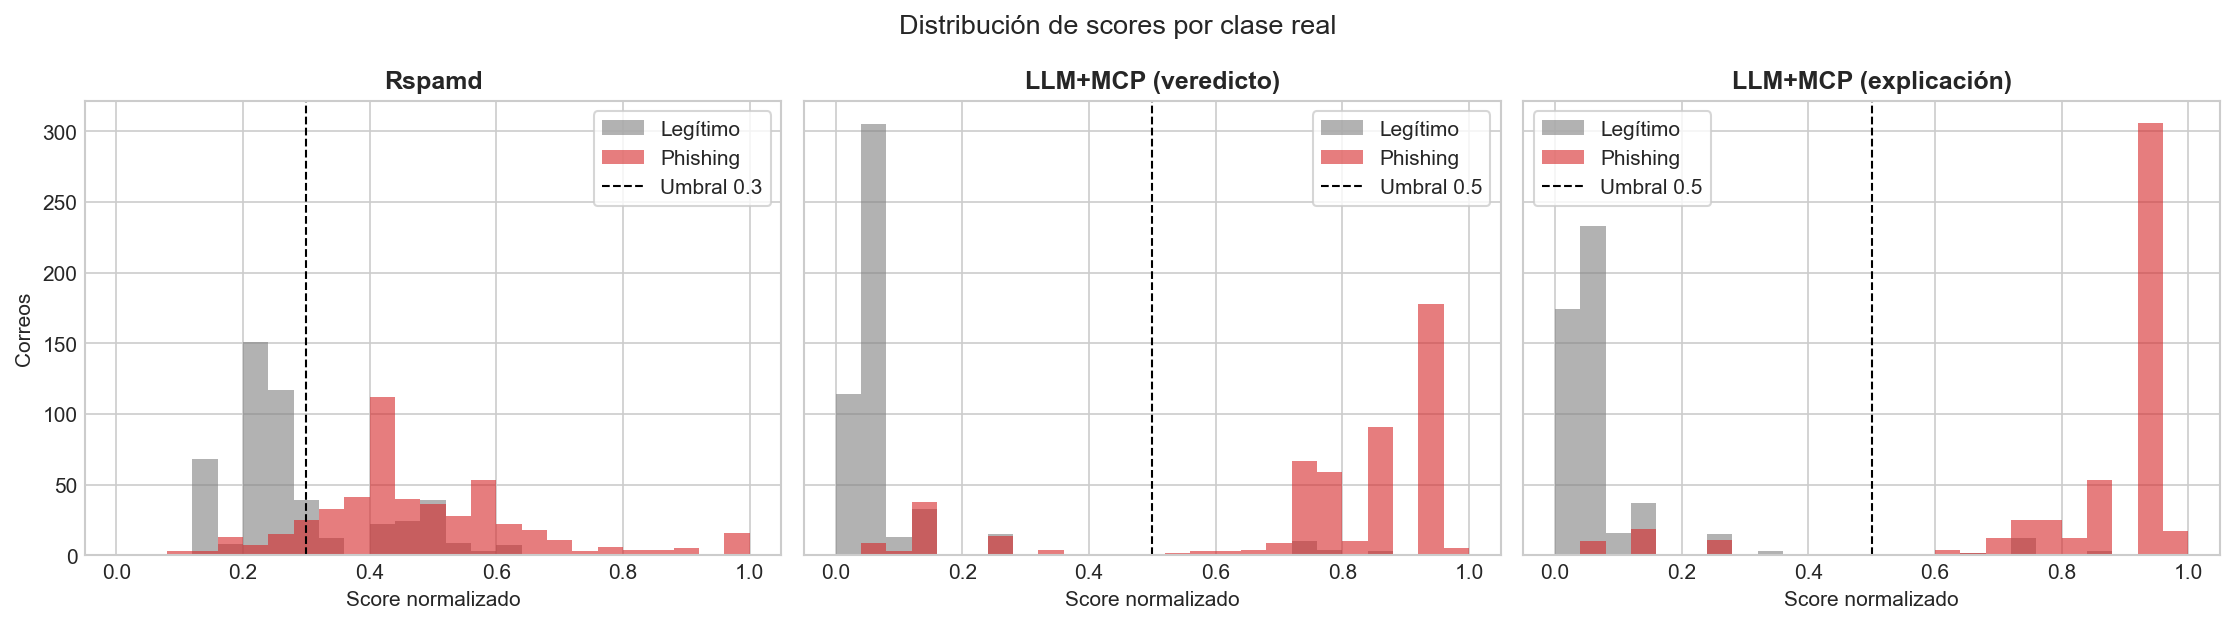 Distribución de scores por clase real
Rspamd
Legítimo
Phishing
Umbral 0.3
300
250
200
150
100
50
0
Correos
0.0 0.2 0.4 0.6 0.8 1.0
Score normalizado
LLM+MCP (veredicto)
Legítimo
Phishing
Umbral 0.5
0.0 0.2 0.4 0.6 0.8 1.0
Score normalizado
LLM+MCP (explicación)
Legítimo
Phishing
Umbral 0.5
0.0 0.2 0.4 0.6 0.8 1.0
Score normalizado